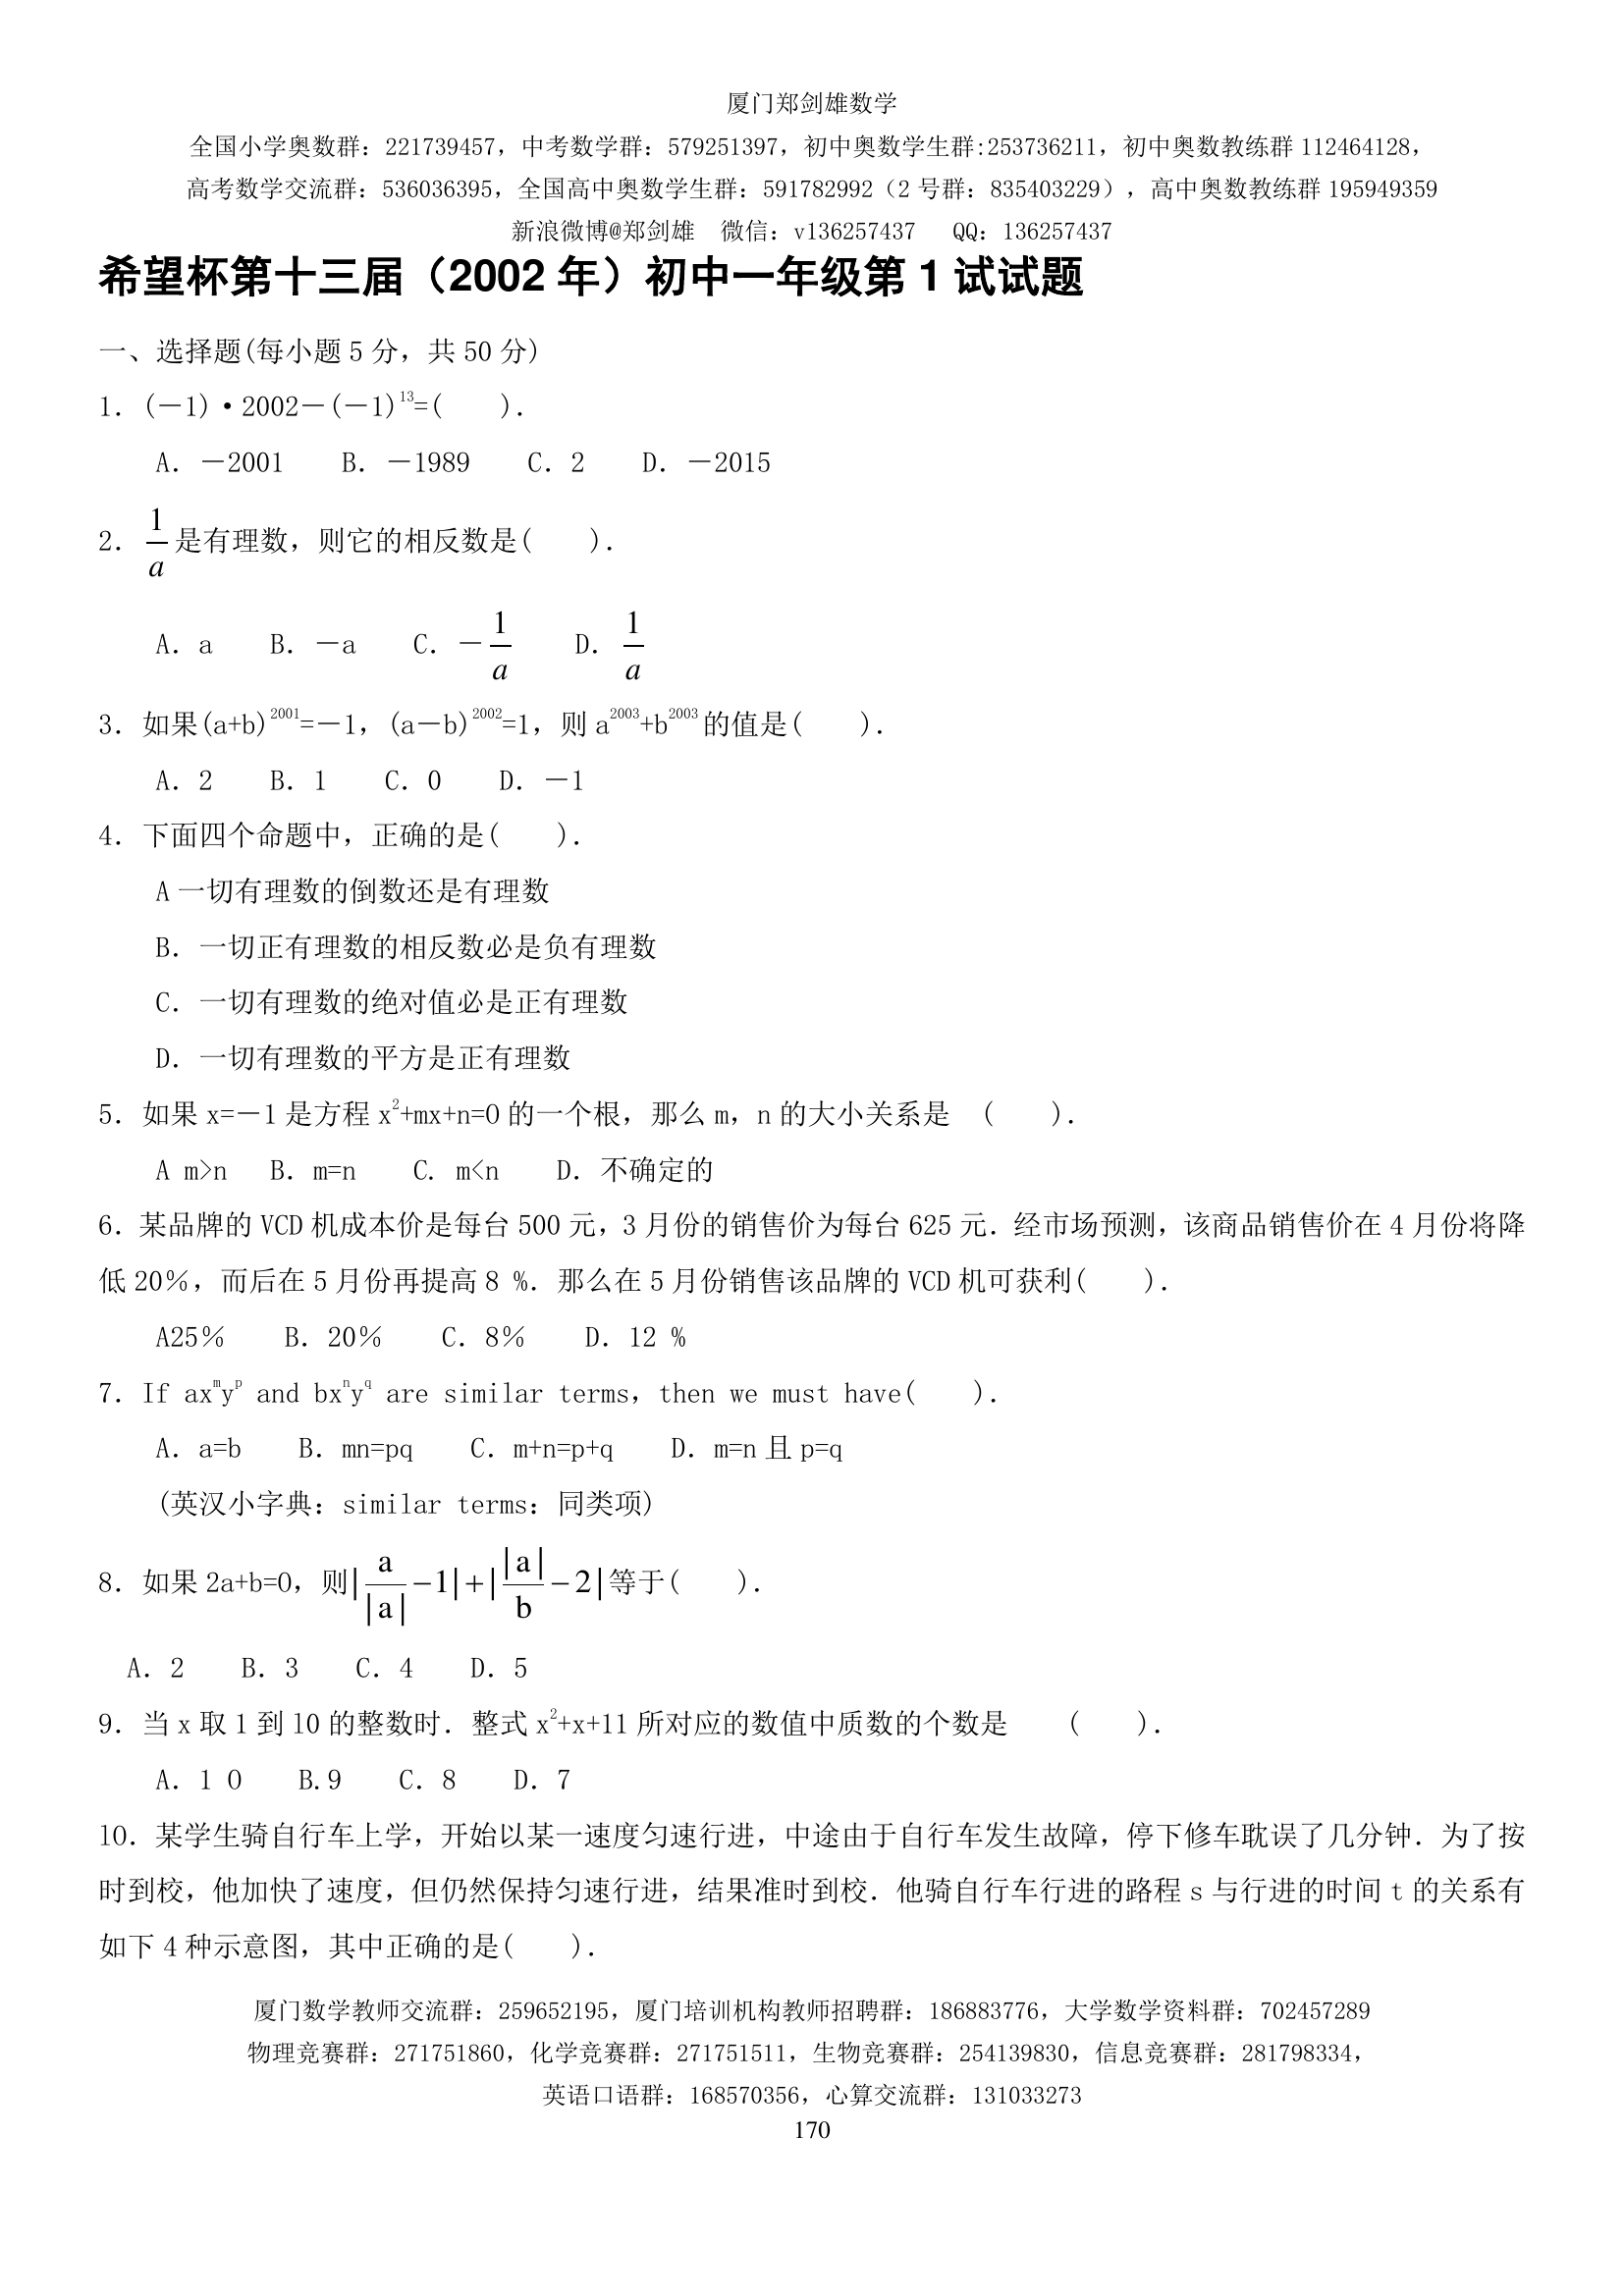 厦门郑剑雄数学
全国小学奥数群：221739457，中考数学群：579251397，初中奥数学生群:253736211，初中奥数教练群 112464128，
高考数学交流群：536036395，全国高中奥数学生群：591782992（2 号群：835403229），高中奥数教练群 195949359
新浪微博@郑剑雄 微信：v136257437 QQ：136257437
希望杯第十三届（2002 年）初中一年级第 1 试试题
一、选择题(每小题 5 分，共 50 分)
1．(－1)·2002－(－1)^13=( )．
A．－2001 B．－1989 C．2 D．－2015
2．1/a 是有理数，则它的相反数是( )．
A．a B．－a C．－1/a D．1/a
3．如果(a+b)^2001=－1，(a－b)^2002=1，则 a^2003+b^2003 的值是( )．
A．2 B．1 C．0 D．－1
4．下面四个命题中，正确的是( )．
A 一切有理数的倒数还是有理数
B．一切正有理数的相反数必是负有理数
C．一切有理数的绝对值必是正有理数
D．一切有理数的平方是正有理数
5．如果 x=－1 是方程 x^2+mx+n=0 的一个根，那么 m，n 的大小关系是 ( )．
A m>n B．m=n C. m<n D．不确定的
6．某品牌的 VCD 机成本价是每台 500 元，3 月份的销售价为每台 625 元．经市场预测，该商品销售价在 4 月份将降
低 20％，而后在 5 月份再提高 8 %．那么在 5 月份销售该品牌的 VCD 机可获利( )．
A25％ B．20％ C．8％ D．12 %
7．If ax^my^p and bx^ny^q are similar terms，then we must have( )．
A．a=b B．mn=pq C．m+n=p+q D．m=n 且 p=q
(英汉小字典：similar terms：同类项)
8．如果 2a+b=0，则|a/|a|−1|+||a|/b−2|等于( )．
A．2 B．3 C．4 D．5
9．当 x 取 1 到 l0 的整数时．整式 x^2+x+11 所对应的数值中质数的个数是 ( )．
A．1 0 B.9 C．8 D．7
l0．某学生骑自行车上学，开始以某一速度匀速行进，中途由于自行车发生故障，停下修车耽误了几分钟．为了按
时到校，他加快了速度，但仍然保持匀速行进，结果准时到校．他骑自行车行进的路程 s 与行进的时间 t 的关系有
如下 4 种示意图，其中正确的是( )．
厦门数学教师交流群：259652195，厦门培训机构教师招聘群：186883776，大学数学资料群：702457289
物理竞赛群：271751860，化学竞赛群：271751511，生物竞赛群：254139830，信息竞赛群：281798334，
英语口语群：168570356，心算交流群：131033273
170